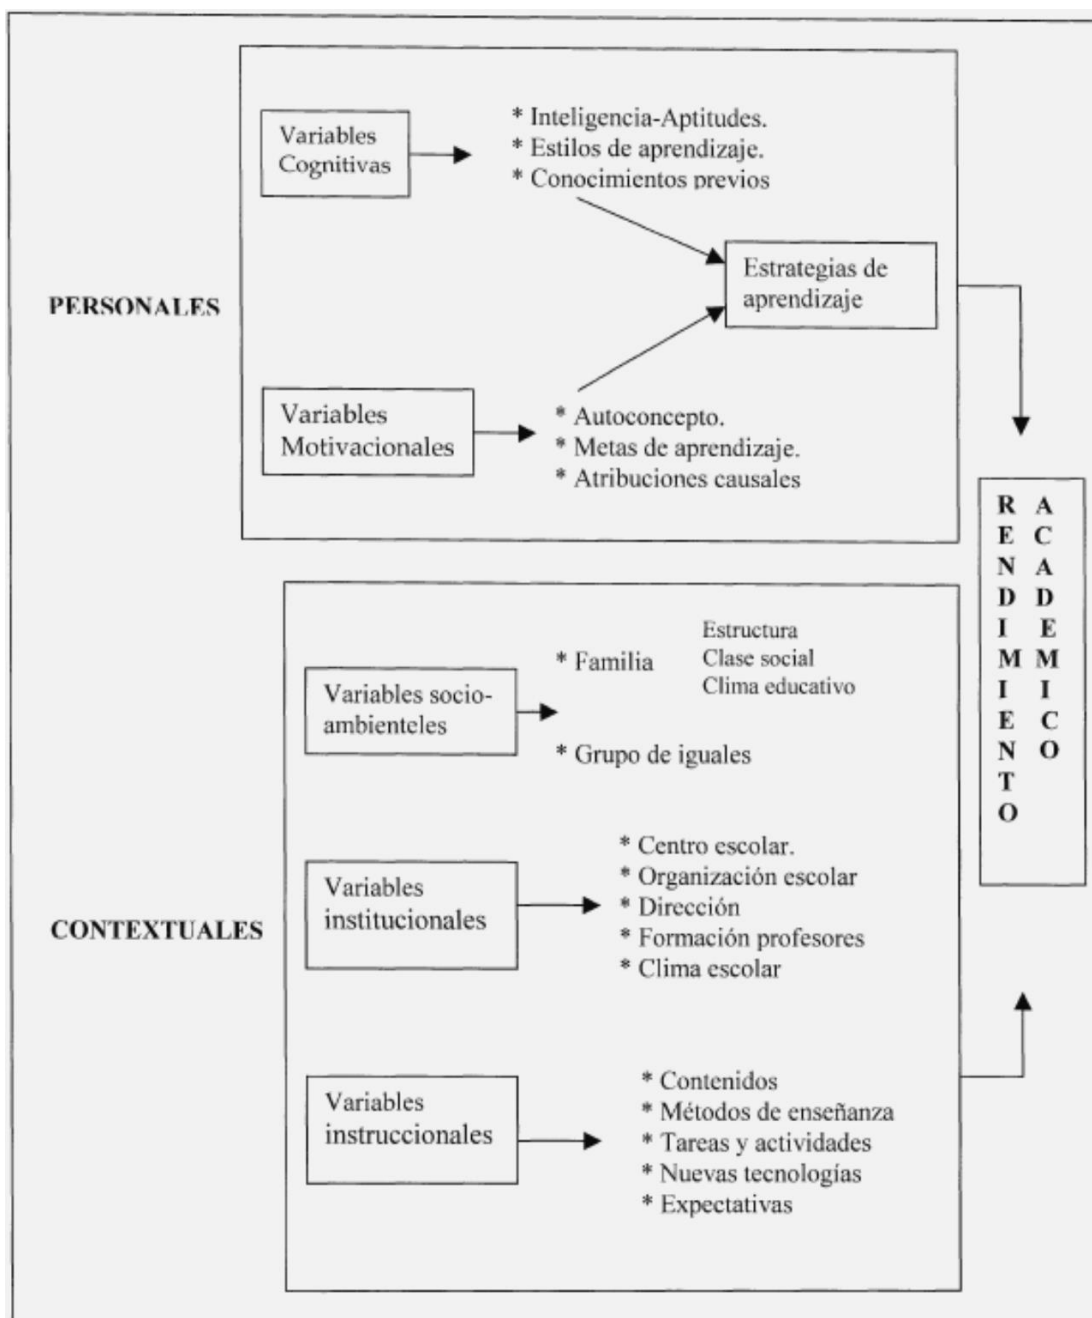 PERSONALES
Variables
Cognitivas
* Inteligencia-Aptitudes.
* Estilos de aprendizaje.
* Conocimientos previos
Estrategias de
aprendizaje
Variables
Motivacionales
* Autoconcepto.
* Metas de aprendizaje.
* Atribuciones causales
CONTEXTUALES
Variables socio-
ambienteles
* Familia
Estructura
Clase social
Clima educativo
* Grupo de iguales
Variables
institucionales
* Centro escolar.
* Organización escolar
* Dirección
* Formación profesores
* Clima escolar
Variables
instruccionales
* Contenidos
* Métodos de enseñanza
* Tareas y actividades
* Nuevas tecnologías
* Expectativas
RENDIMIENTO
ACADEMICO